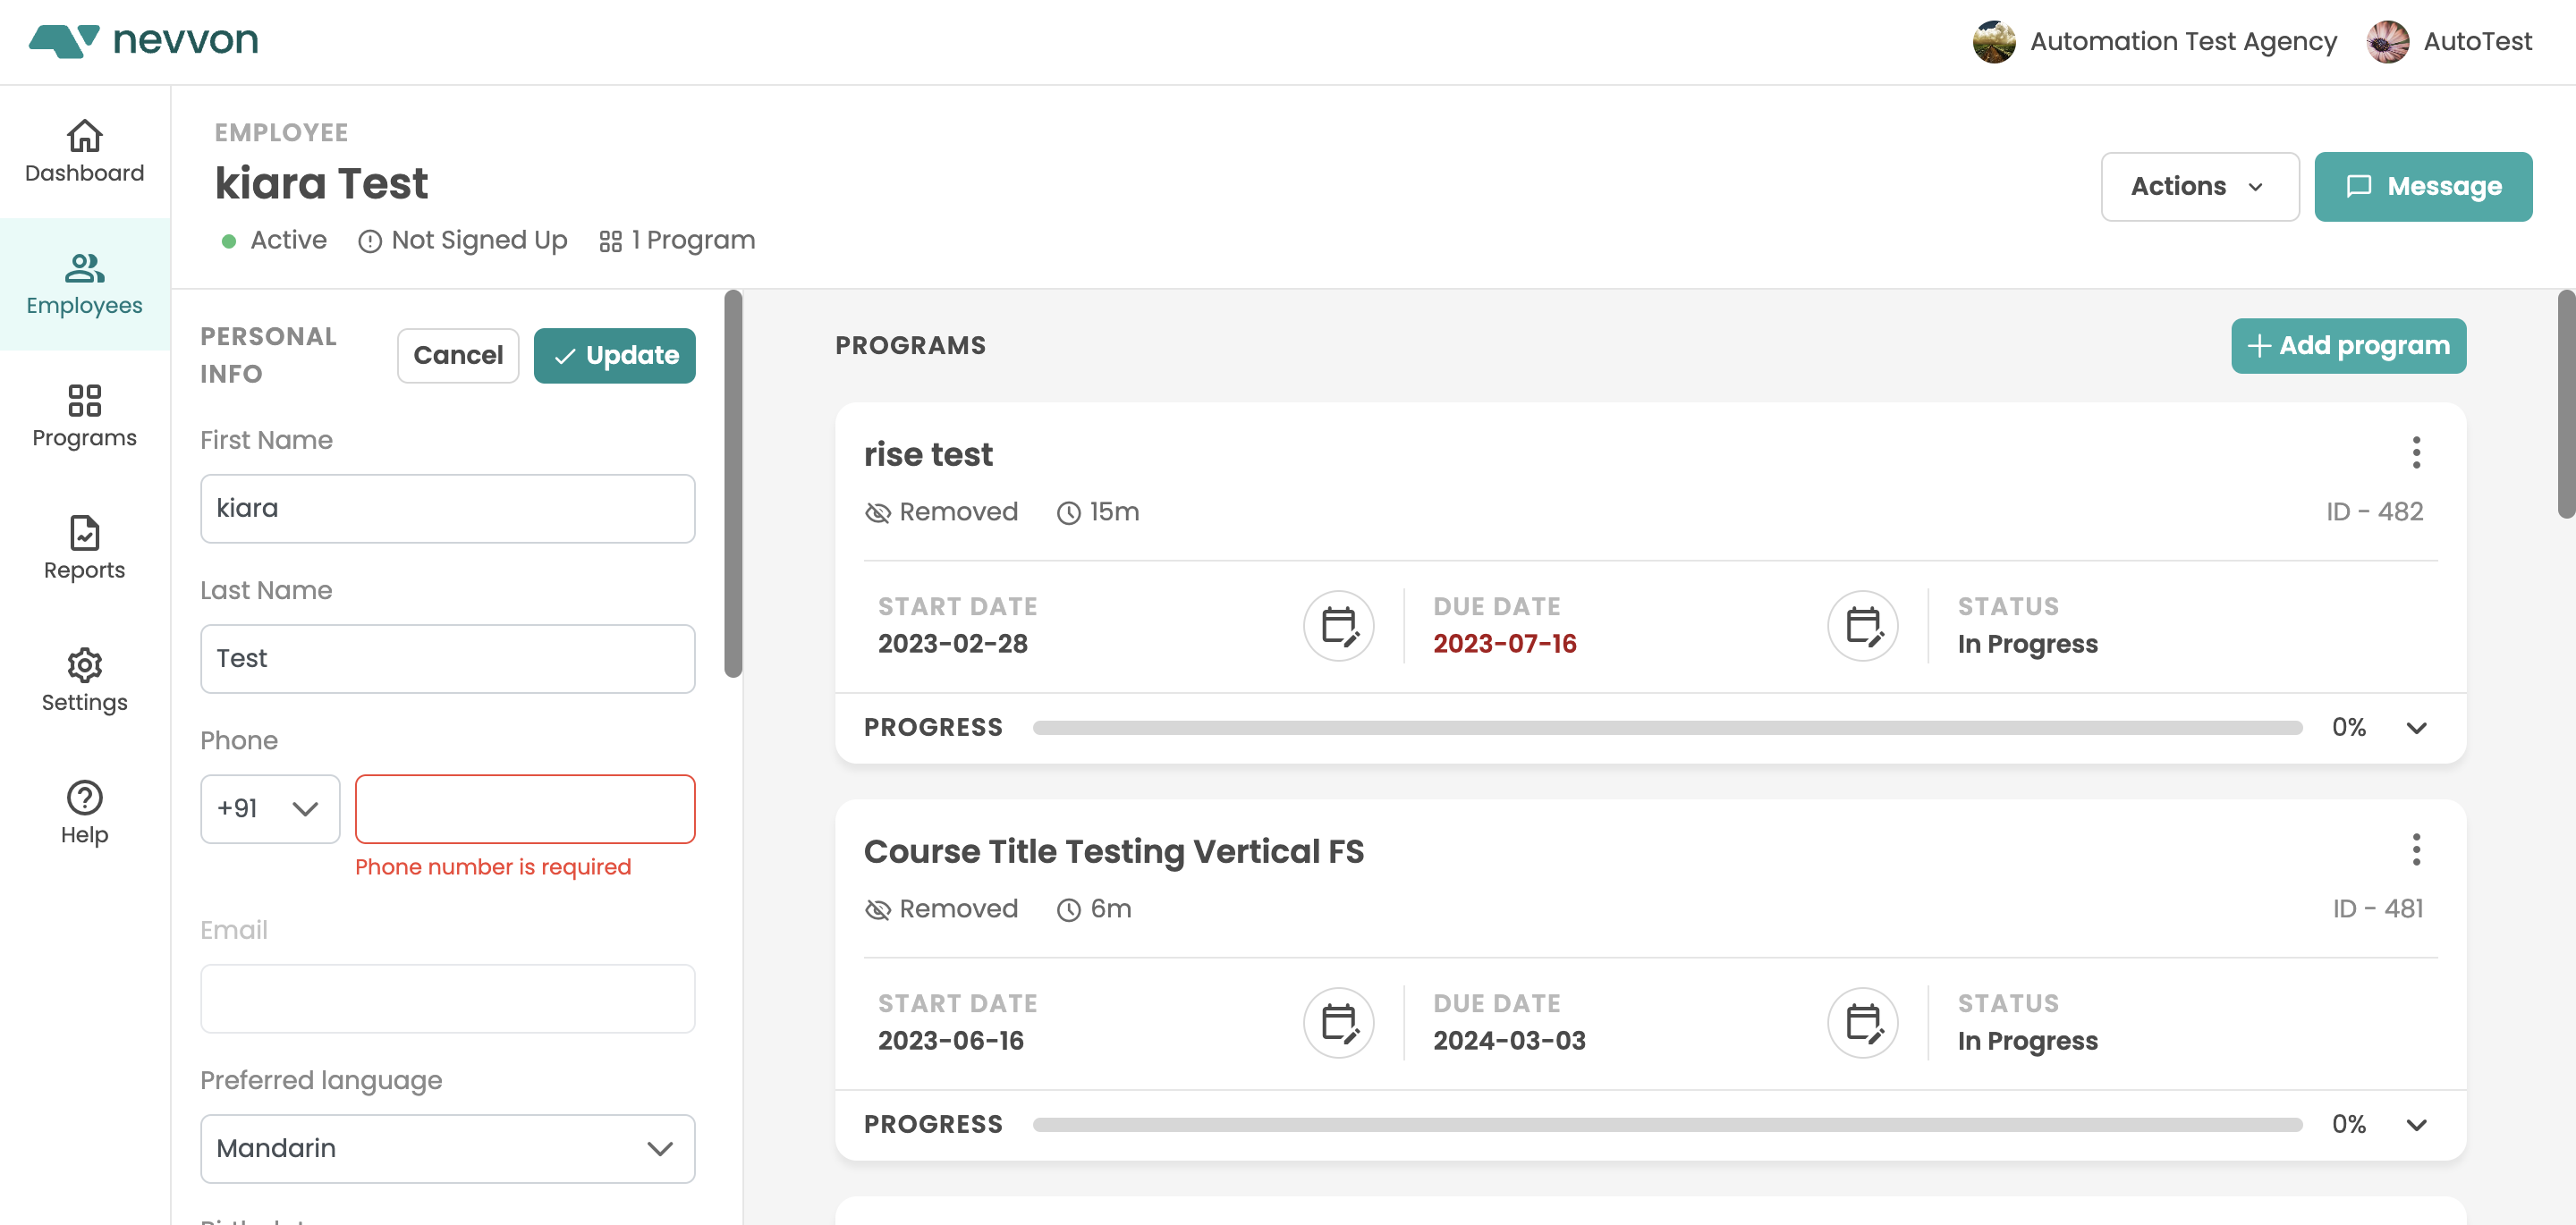 nevvon
Automation Test Agency
AutoTest
Dashboard
Employees
Programs
Reports
Settings
Help
EMPLOYEE
kiara Test
Active
Not Signed Up
1 Program
Actions
Message
PERSONAL
INFO
Cancel
Update
First Name
kiara
Last Name
Test
Phone
+91
Phone number is required
Email
Preferred language
Mandarin
PROGRAMS
Add program
rise test
Removed
15m
ID - 482
START DATE
2023-02-28
DUE DATE
2023-07-16
STATUS
In Progress
PROGRESS
0%
Course Title Testing Vertical FS
Removed
6m
ID - 481
START DATE
2023-06-16
DUE DATE
2024-03-03
STATUS
In Progress
PROGRESS
0%